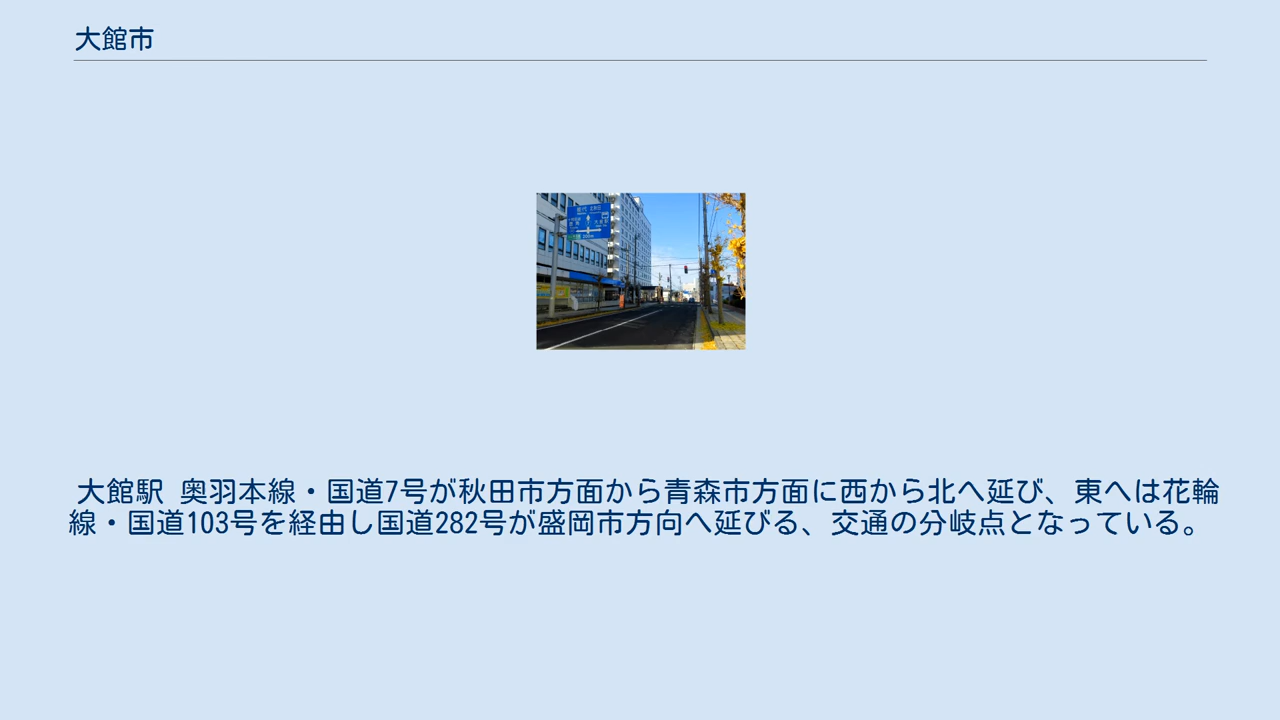 大館市
能代
大館駅 奥羽本線・国道7号が秋田市方面から青森市方面に西から北へ延び、東へは花輪
線・国道103号を経由し国道282号が盛岡市方向へ延びる、交通の分岐点となっている。